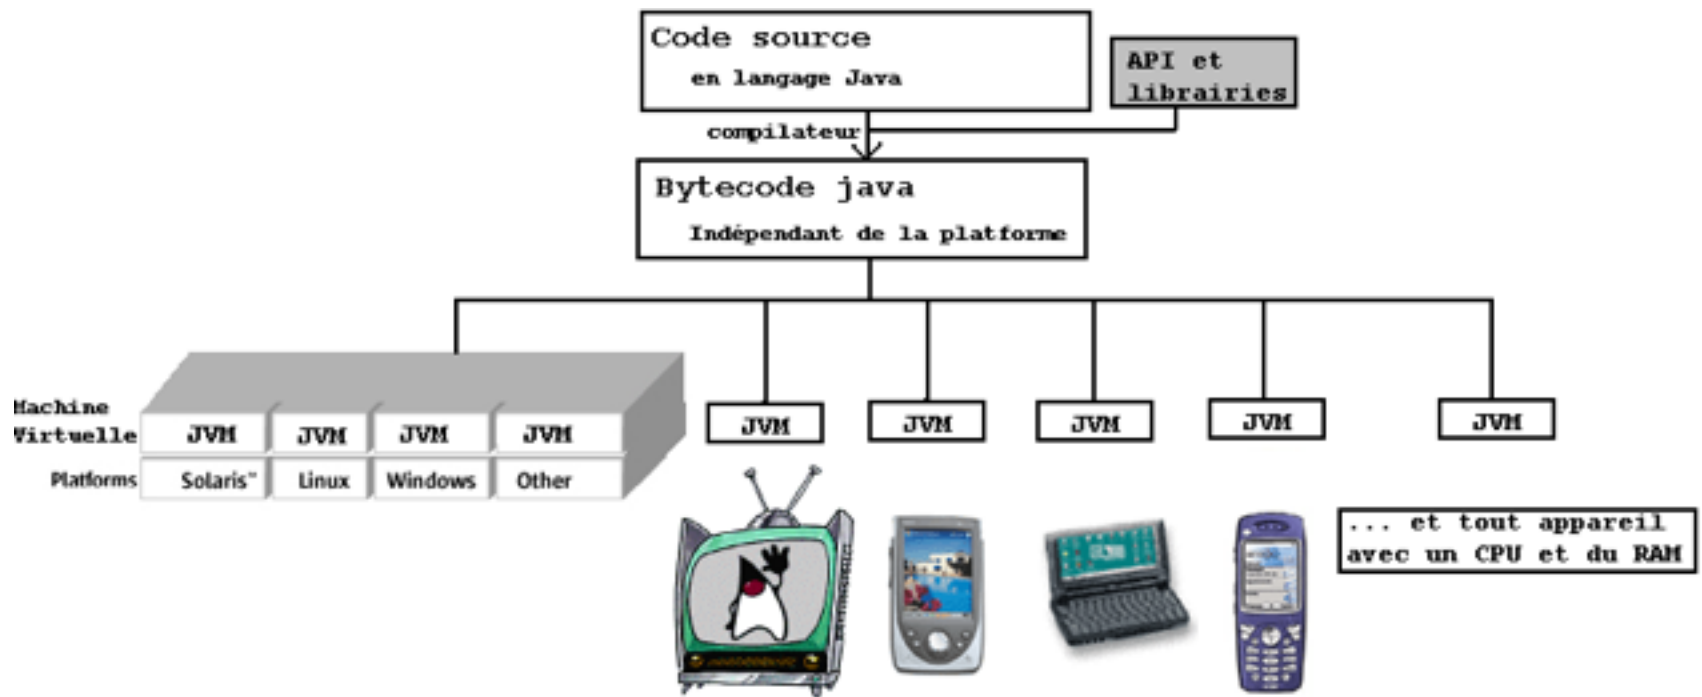 Code source
en langage Java
API et
librairies
compilateur
Bytecode java
Indépendant de la platforme
Machine
Virtuelle
JVM JVM JVM JVM
JVM
JVM
JVM
JVM
JVM
Platforms
Solaris™ Linux Windows Other
... et tout appareil
avec un CPU et du RAM